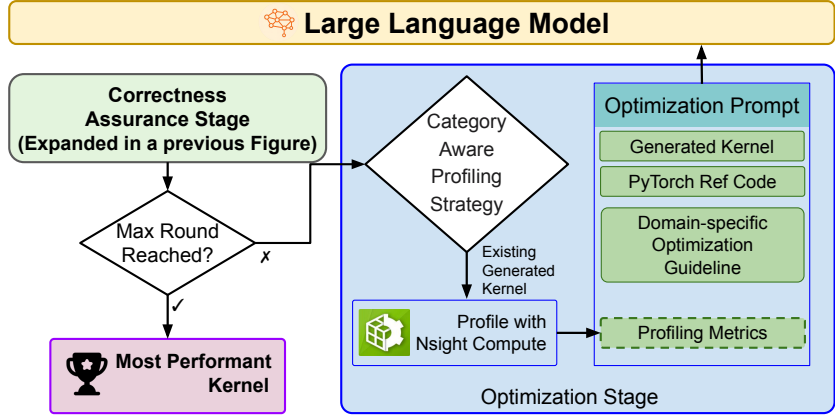 Large Language Model
Correctness
Assurance Stage
(Expanded in a previous Figure)
Max Round
Reached?
✗
✓
Most Performant
Kernel
Category
Aware
Profiling
Strategy
Existing
Generated
Kernel
Profile with
Nsight Compute
Optimization Prompt
Generated Kernel
PyTorch Ref Code
Domain-specific
Optimization
Guideline
Profiling Metrics
Optimization Stage